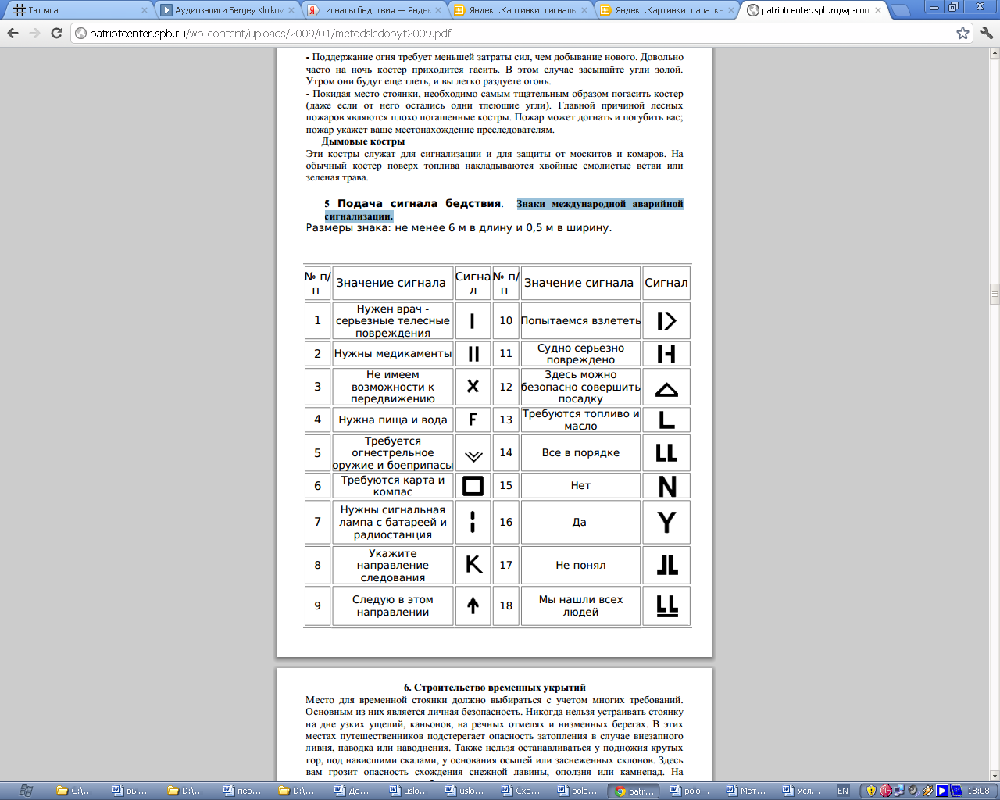 Тюряга
Аудиозаписи Sergey Kluikov
сигналы бедствия — Яндек
Яндекс.Картинки: сигналы
Яндекс.Картинки: палатка
patriotcenter.spb.ru/wp-cont
patriotcenter.spb.ru/wp-content/uploads/2009/01/metodsledopyt2009.pdf
- Поддержание огня требует меньшей затраты сил, чем добывание нового. Довольно
часто на ночь костер приходится гасить. В этом случае засыпайте угли золой.
Утром они будут еще тлеть, и вы легко раздуете огонь.
- Покидая место стоянки, необходимо самым тщательным образом погасить костер
(даже если от него остались одни тлеющие угли). Главной причиной лесных
пожаров являются плохо погашенные костры. Пожар может догнать и погубить вас;
пожар укажет ваше местонахождение преследователям.
Дымовые костры
Эти костры служат для сигнализации и для защиты от москитов и комаров. На
обычный костер поверх топлива накладываются хвойные смолистые ветви или
зеленая трава.
5 Подача сигнала бедствия. Знаки международной аварийной
сигнализации.
Размеры знака: не менее 6 м в длину и 0,5 м в ширину.
№ п/
п
Значение сигнала
Сигна
л
№ п/
п
Значение сигнала
Сигнал
1
Нужен врач -
серьезные телесные
повреждения
10
Попытаемся взлететь
2
Нужны медикаменты
11
Судно серьезно
повреждено
3
Не имеем
возможности к
передвижению
12
Здесь можно
безопасно совершить
посадку
4
Нужна пища и вода
F
13
Требуются топливо и
масло
L
5
Требуется
огнестрельное
оружие и боеприпасы
14
Все в порядке
LL
6
Требуются карта и
компас
15
Нет
N
7
Нужны сигнальная
лампа с батареей и
радиостанция
16
Да
Y
8
Укажите
направление
следования
K
17
Не понял
9
Следую в этом
направлении
18
Мы нашли всех
людей
LL
6. Строительство временных укрытий
Место для временной стоянки должно выбираться с учетом многих требований.
Основным из них является личная безопасность. Никогда нельзя устраивать стоянку
на дне узких ущелий, каньонов, на речных отмелях и низменных берегах. В этих
местах путешественников подстерегает опасность затопления в случае внезапного
ливня, паводка или наводнения. Также нельзя останавливаться у подножия крутых
гор, под нависшими скалами, у основания осыпей или заснеженных склонов. Здесь
вам грозит опасность схождения снежной лавины, оползня или камнепад. На
C:\...
вы...
D:\...
пер...
D:\...
До...
uslo...
uslo...
Схе...
polo...
patr...
polo...
Мет...
Усл...
EN
18:08